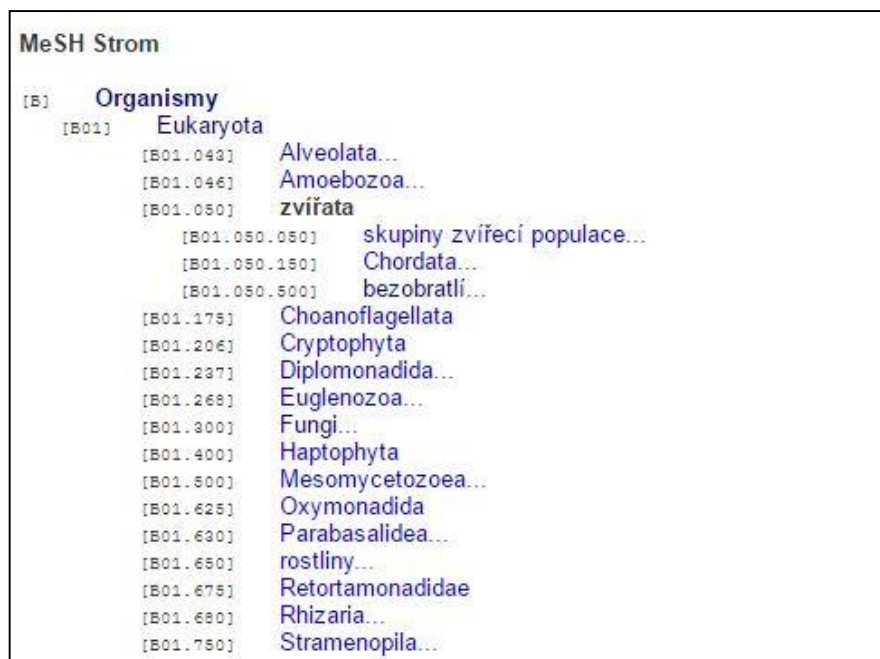 MeSH Strom
[B] Organismy
[B01] Eukaryota
[B01.043] Alveolata...
[B01.046] Amoebozoa...
[B01.050] zvířata
[B01.050.050] skupiny zvířecí populace...
[B01.050.150] Chordata...
[B01.050.500] bezobratlí...
[B01.175] Choanoflagellata
[B01.206] Cryptophyta
[B01.237] Diplomonadida...
[B01.268] Euglenozoa...
[B01.300] Fungi...
[B01.400] Haptophyta
[B01.500] Mesomycetozoea...
[B01.625] Oxymonadida
[B01.630] Parabasalidea...
[B01.650] rostliny...
[B01.675] Retortamonadidae
[B01.680] Rhizaria...
[B01.750] Stramenopila...